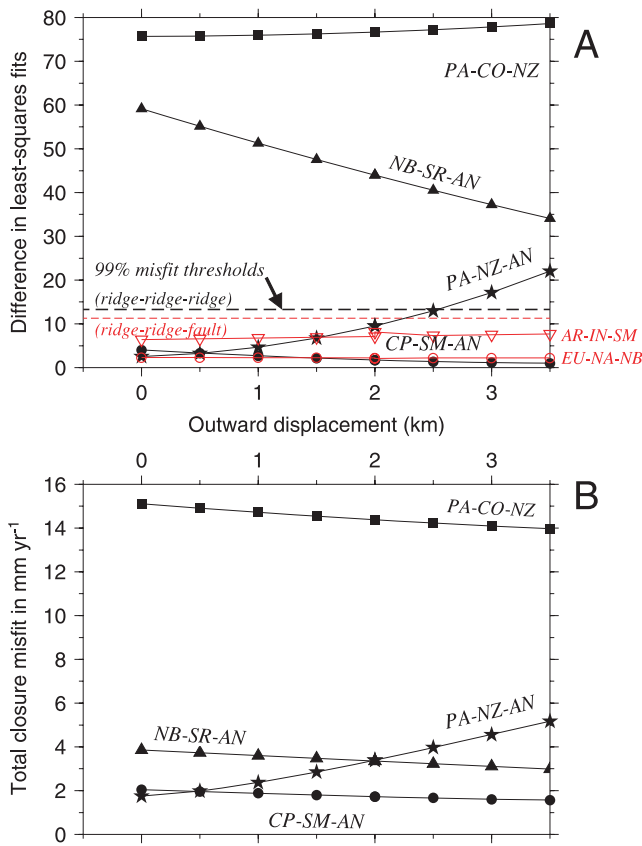 80
70
60
50
40
30
20
10
0
Difference in least-squares fits
A
PA-CO-NZ
NB-SR-AN
PA-NZ-AN
99% misfit thresholds
(ridge-ridge-ridge)
(ridge-ridge-fault)
CP-SM-AN
AR-IN-SM
EU-NA-NB
0 1 2 3
Outward displacement (km)
0 1 2 3
16
14
12
10
8
6
4
2
0
Total closure misfit in mm yr-1
B
PA-CO-NZ
NB-SR-AN
PA-NZ-AN
CP-SM-AN